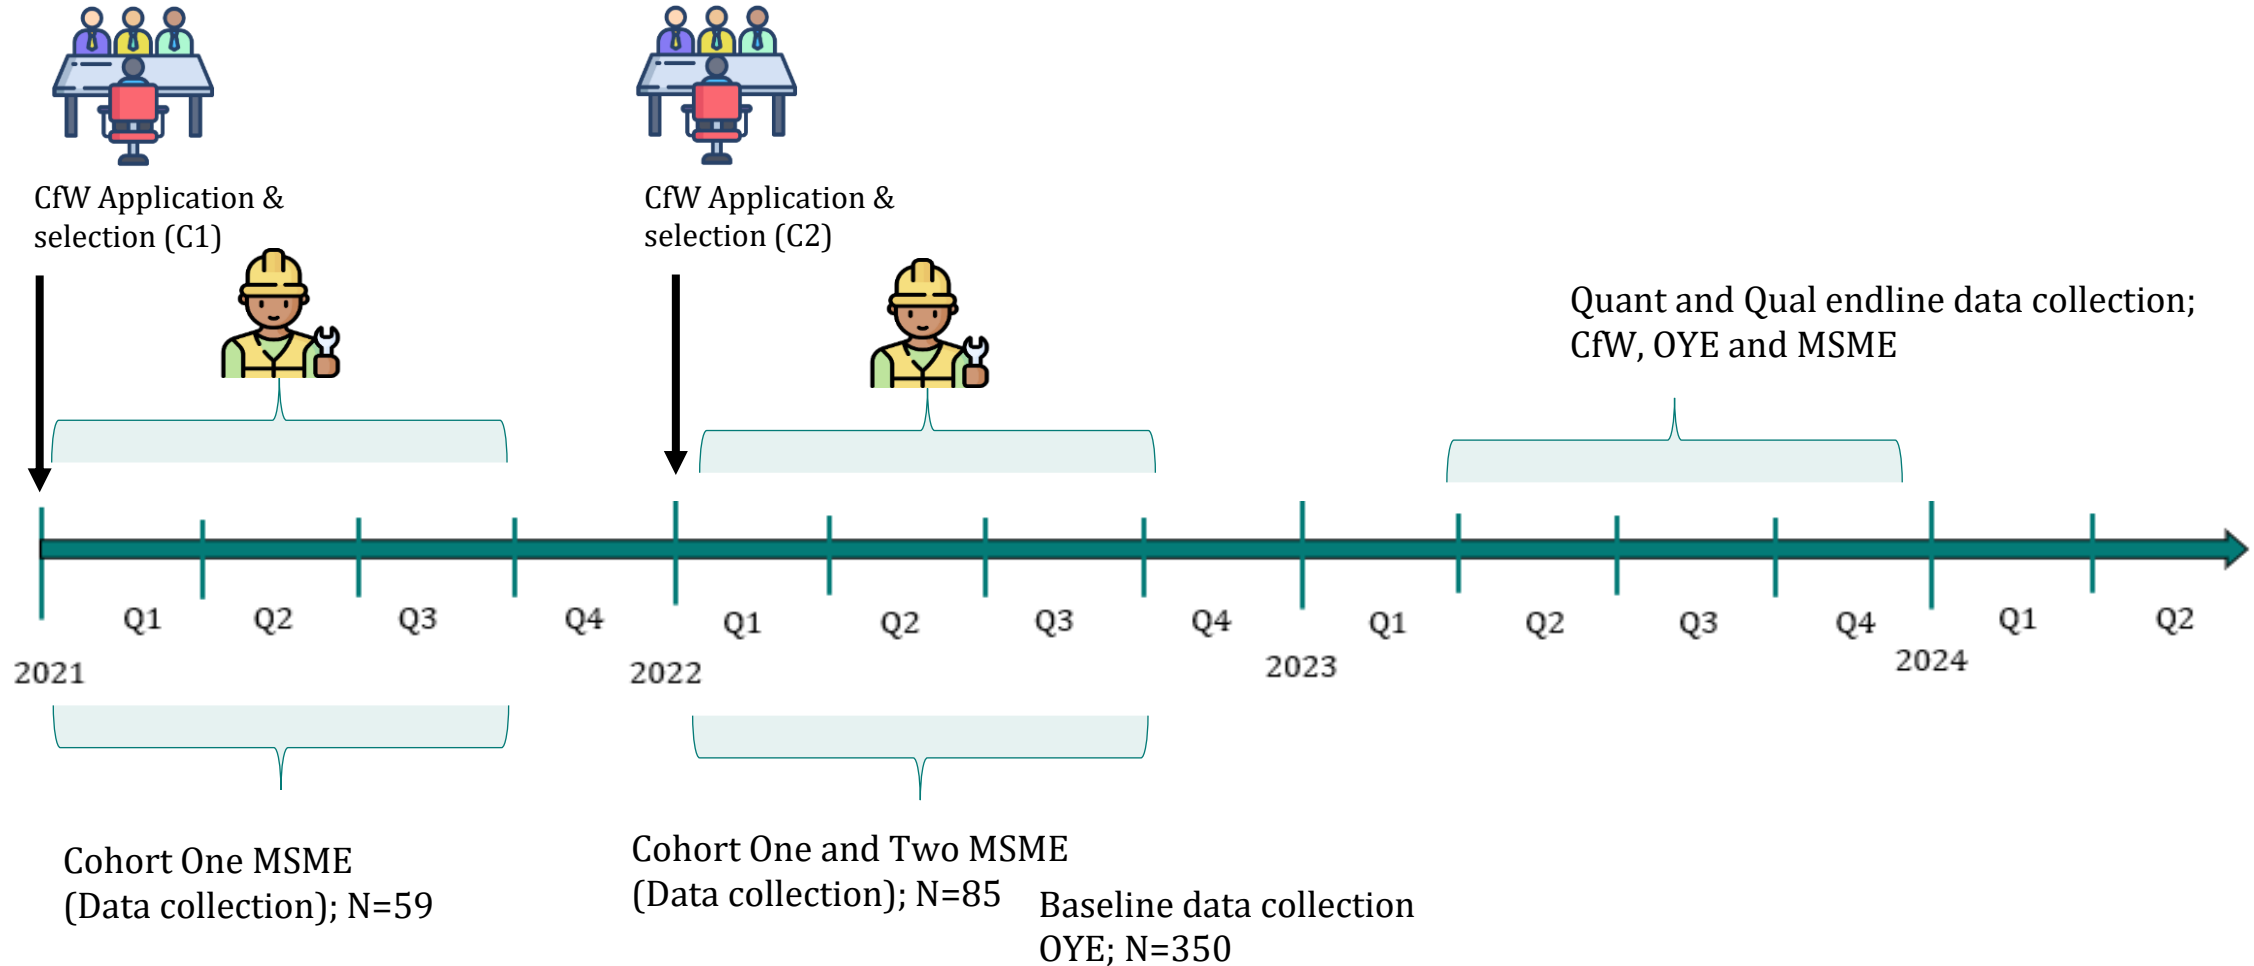 CfW Application &
selection (C1)
CfW Application &
selection (C2)
Quant and Qual endline data collection;
CfW, OYE and MSME
Q1 Q2 Q3 Q4 Q1 Q2 Q3 Q4 Q1 Q2 Q3 Q4 Q1 Q2
2021 2022 2023 2024
Cohort One MSME
(Data collection); N=59
Cohort One and Two MSME
(Data collection); N=85
Baseline data collection
OYE; N=350